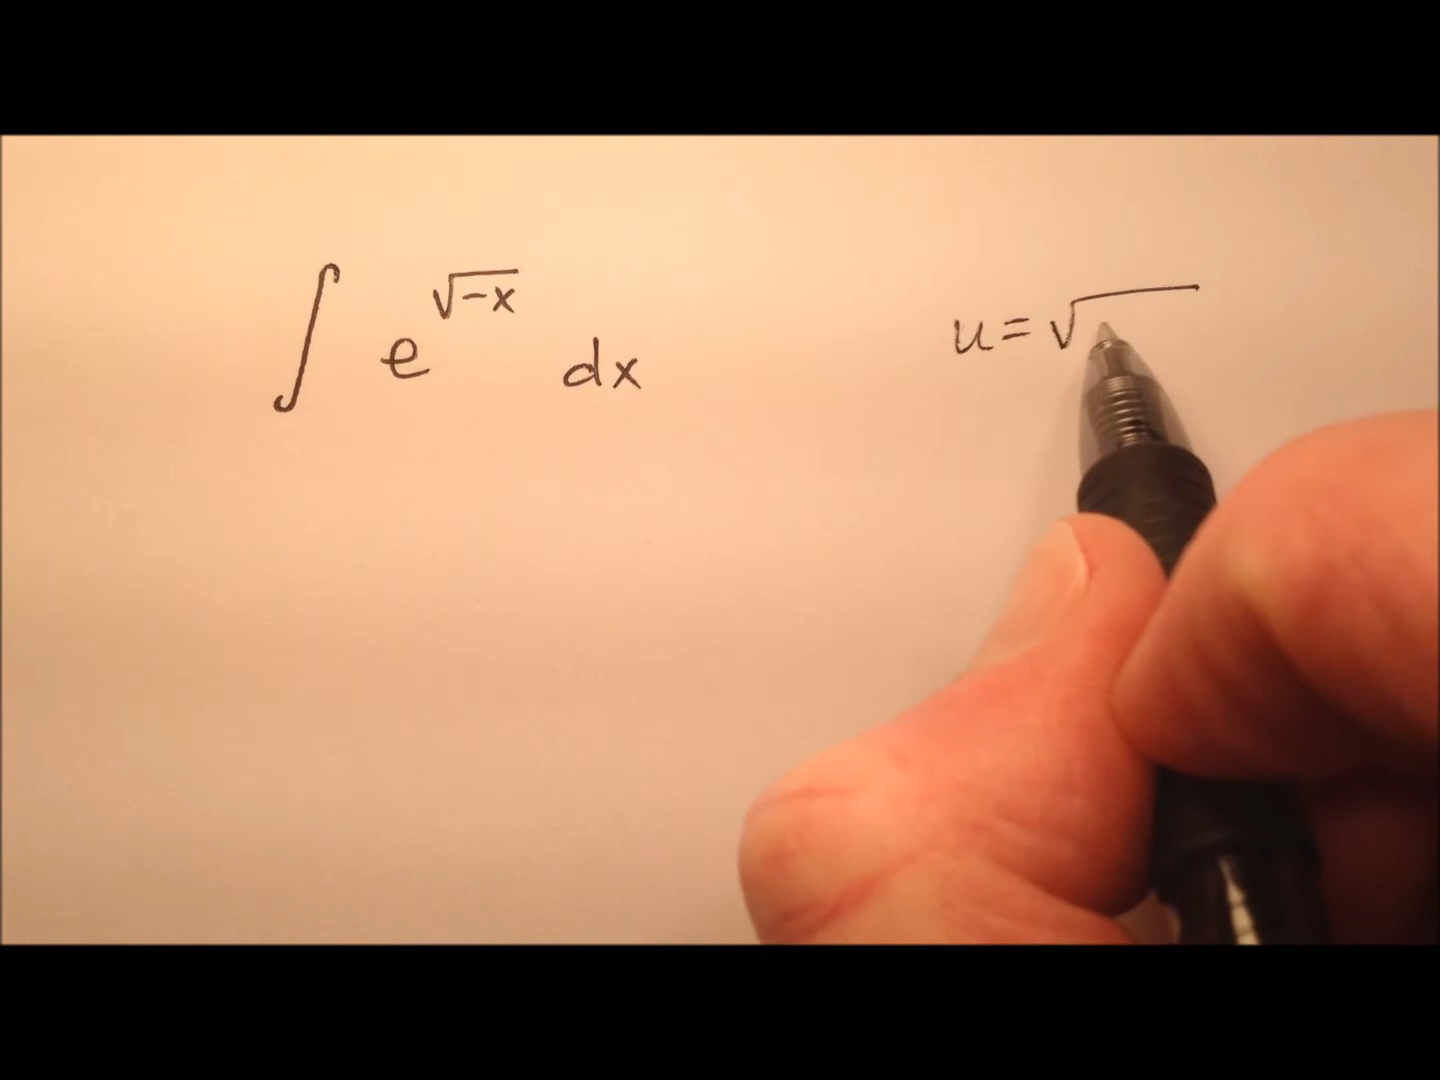 ∫ e^√-x dx
u = √